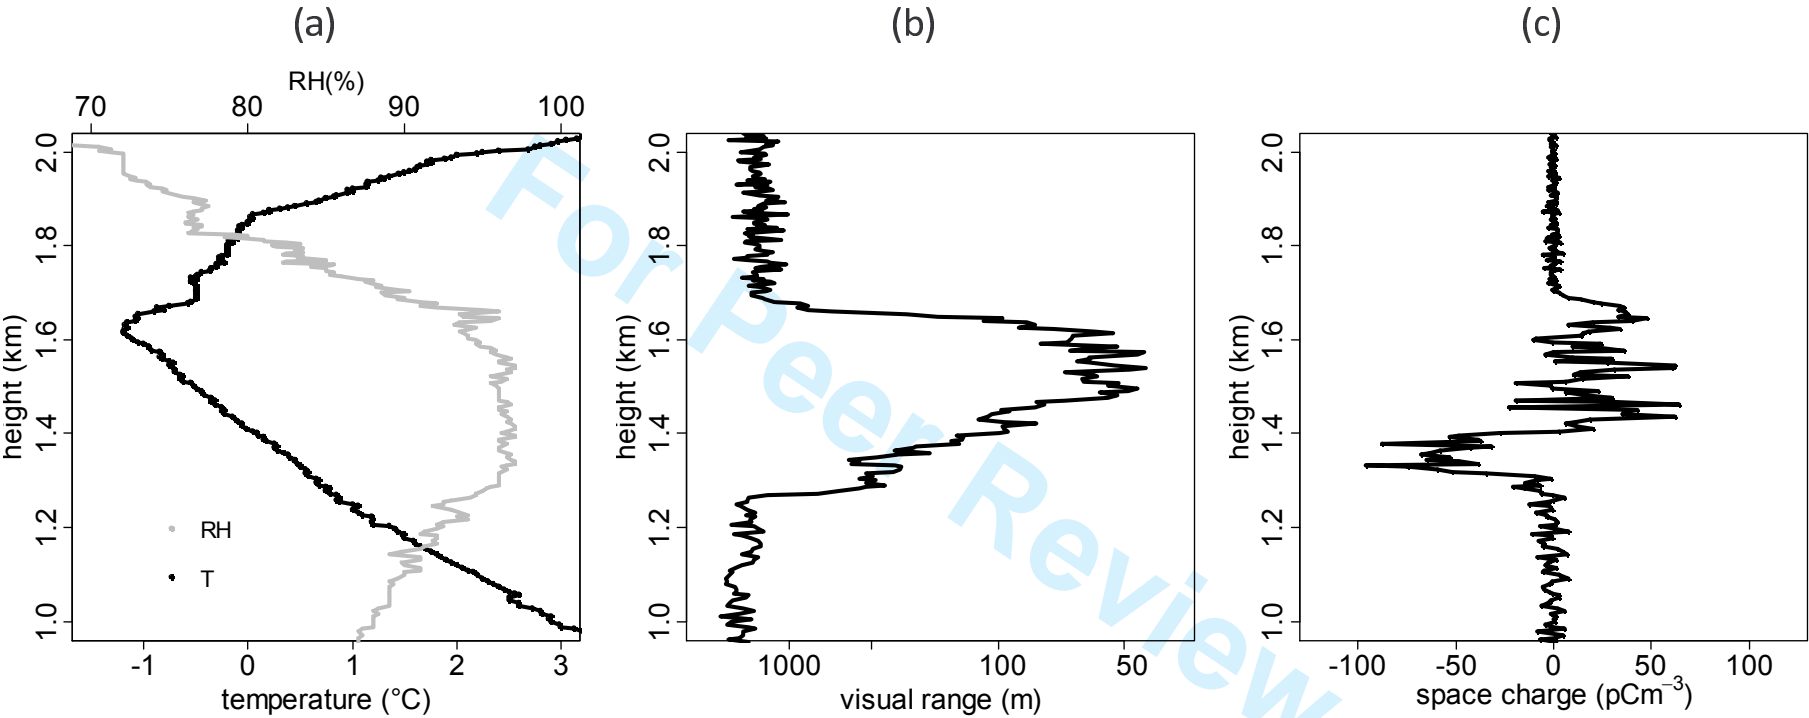 (a)
(b)
(c)
RH(%)
70 80 90 100
height (km)
2.0
1.8
1.6
1.4
1.2
1.0
RH
T
-1 0 1 2 3
temperature (°C)
height (km)
2.0
1.8
1.6
1.4
1.2
1.0
1000 100 50
visual range (m)
height (km)
2.0
1.8
1.6
1.4
1.2
1.0
-100 -50 0 50 100
space charge (pCm⁻³)
For Peer Review